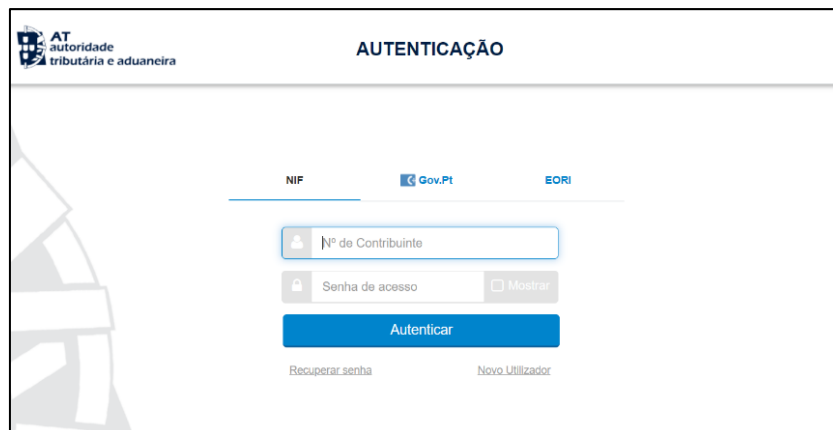 AT
autoridade
tributária e aduaneira
AUTENTICAÇÃO
NIF
Gov.Pt
EORI
Nº de Contribuinte
Senha de acesso
Mostrar
Autenticar
Recuperar senha
Novo Utilizador